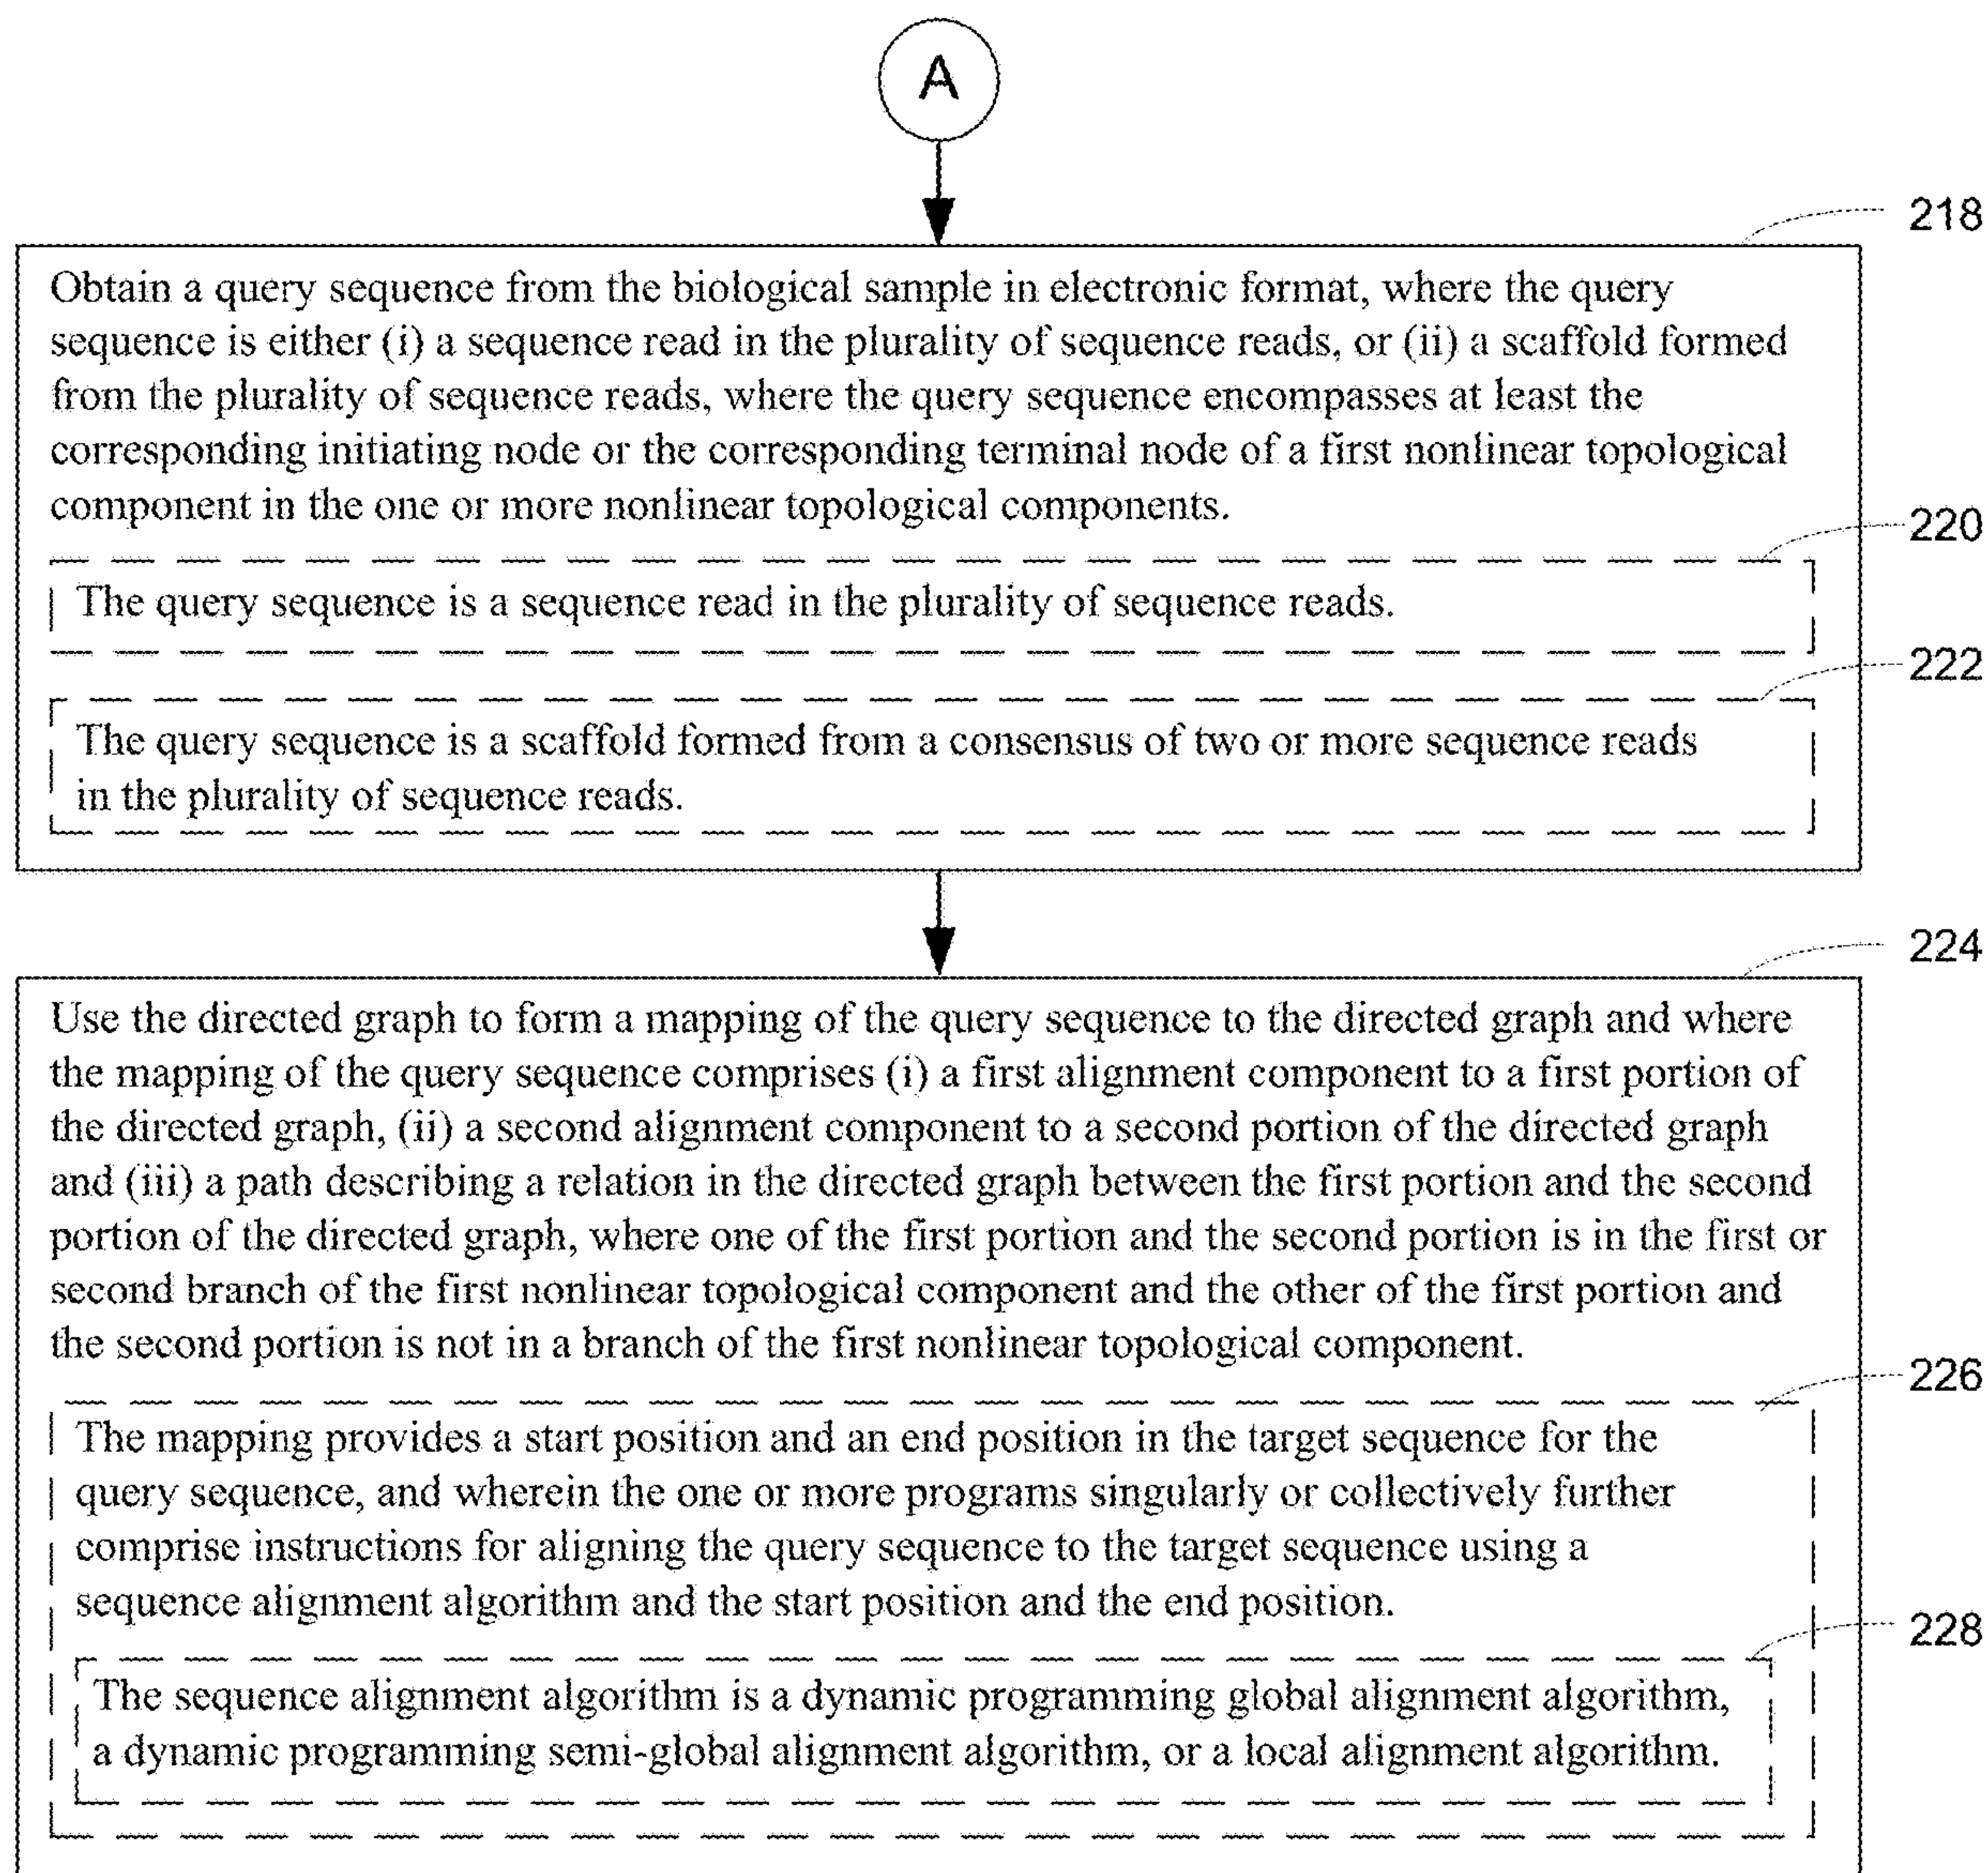 A
218
Obtain a query sequence from the biological sample in electronic format, where the query
sequence is either (i) a sequence read in the plurality of sequence reads, or (ii) a scaffold formed
from the plurality of sequence reads, where the query sequence encompasses at least the
corresponding initiating node or the corresponding terminal node of a first nonlinear topological
component in the one or more nonlinear topological components.
220
The query sequence is a sequence read in the plurality of sequence reads.
222
The query sequence is a scaffold formed from a consensus of two or more sequence reads
in the plurality of sequence reads.
224
Use the directed graph to form a mapping of the query sequence to the directed graph and where
the mapping of the query sequence comprises (i) a first alignment component to a first portion of
the directed graph, (ii) a second alignment component to a second portion of the directed graph
and (iii) a path describing a relation in the directed graph between the first portion and the second
portion of the directed graph, where one of the first portion and the second portion is in the first or
second branch of the first nonlinear topological component and the other of the first portion and
the second portion is not in a branch of the first nonlinear topological component.
226
The mapping provides a start position and an end position in the target sequence for the
query sequence, and wherein the one or more programs singularly or collectively further
comprise instructions for aligning the query sequence to the target sequence using a
sequence alignment algorithm and the start position and the end position.
228
The sequence alignment algorithm is a dynamic programming global alignment algorithm,
a dynamic programming semi-global alignment algorithm, or a local alignment algorithm.